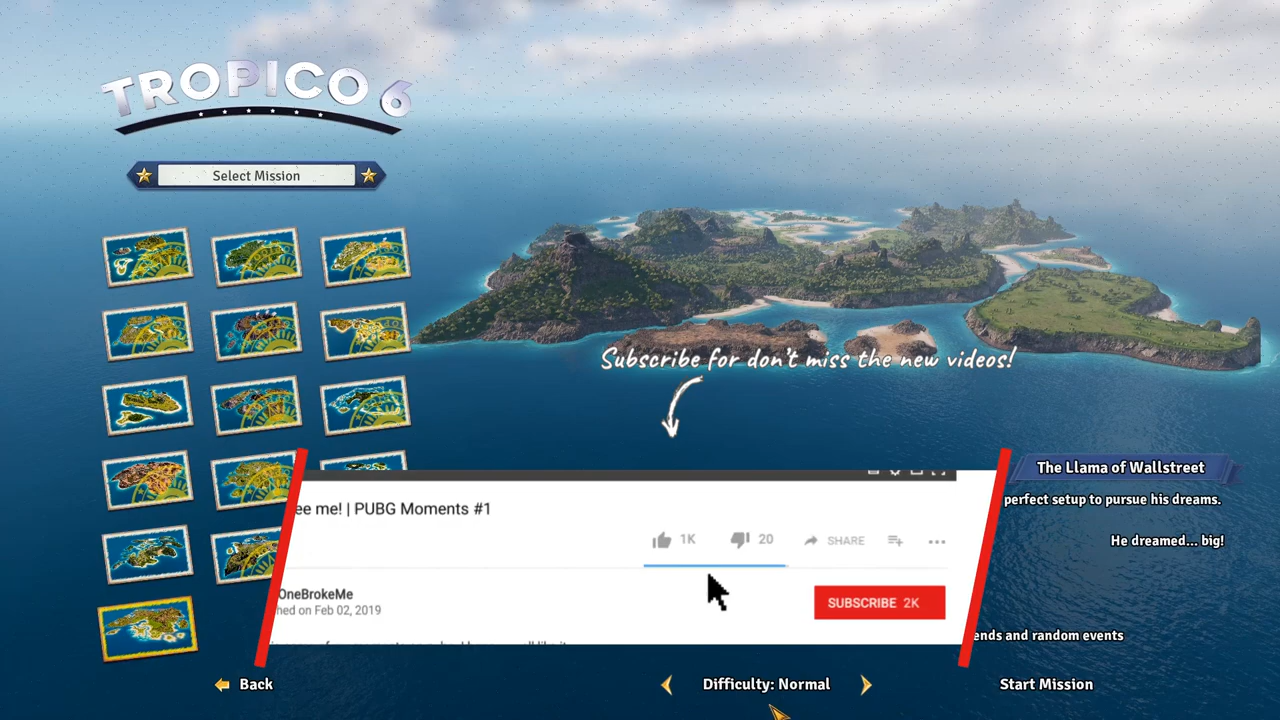 TROPICO 6
Select Mission
Subscribe for don't miss the new videos!
The Llama of Wallstreet
perfect setup to pursue his dreams.
ee me! | PUBG Moments #1
1K 20 SHARE
He dreamed... big!
OneBrokeMe
hed on Feb 02, 2019
SUBSCRIBE 2K
ends and random events
Back
Difficulty: Normal
Start Mission